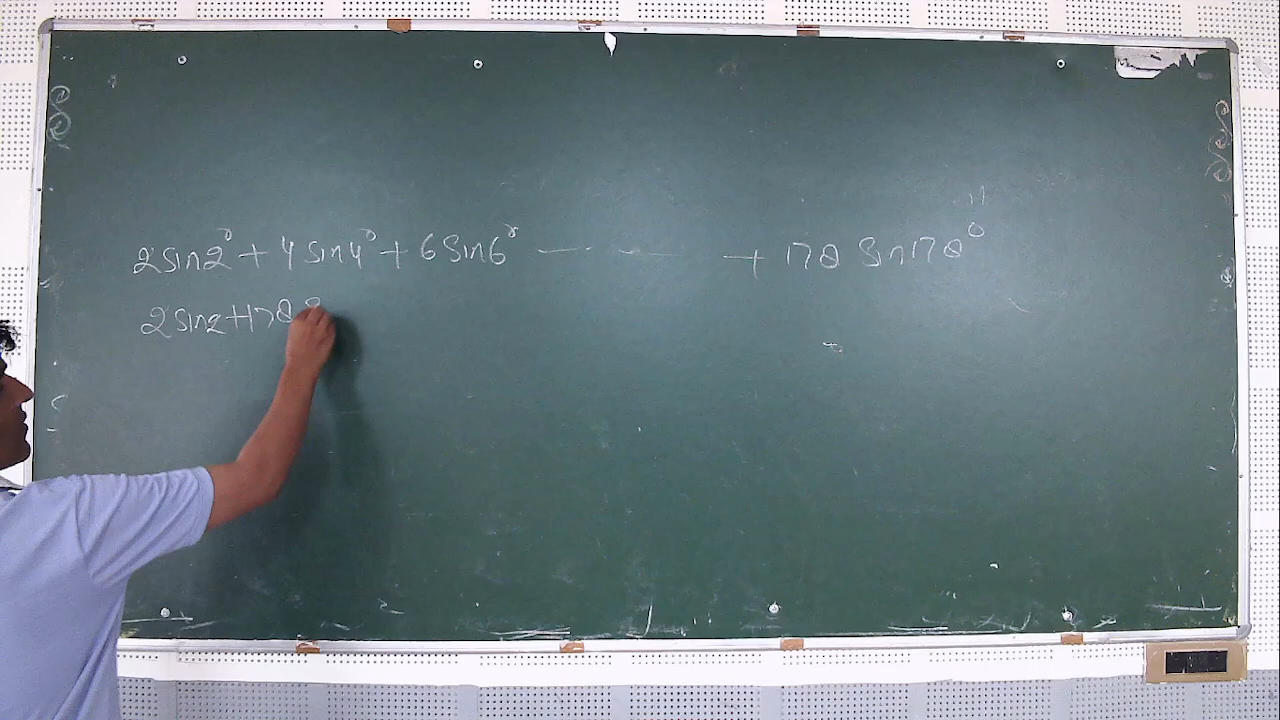 2 sin2° + 4 sin4° + 6 sin6° — - — - + 178 sin178°
2 sin2 + 178